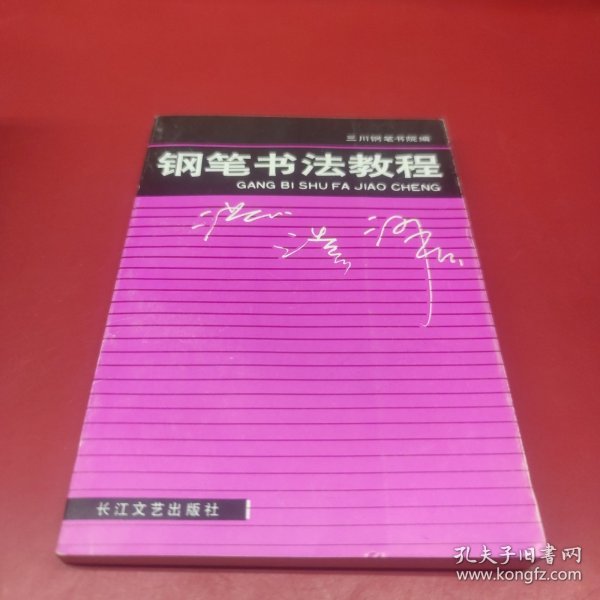 三川钢笔书院编
钢笔书法教程
GANG BI SHU FA JIAO CHENG
长江文艺出版社
孔夫子旧书网
www.kongfz.com